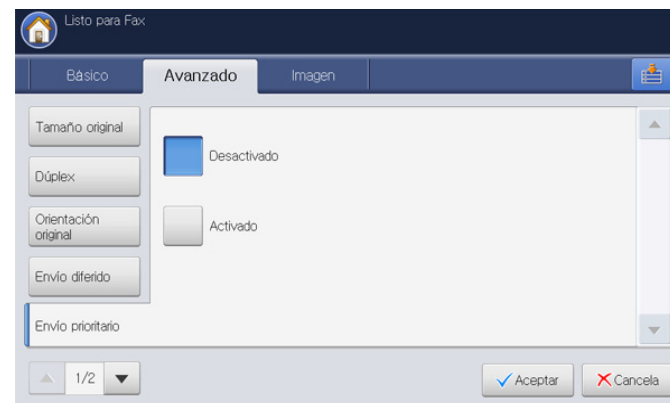 Listo para Fax
Básico
Avanzado
Imagen
Tamaño original
Dúplex
Orientación
original
Envío diferido
Envío prioritario
Desactivado
Activado
1/2
Aceptar
Cancela